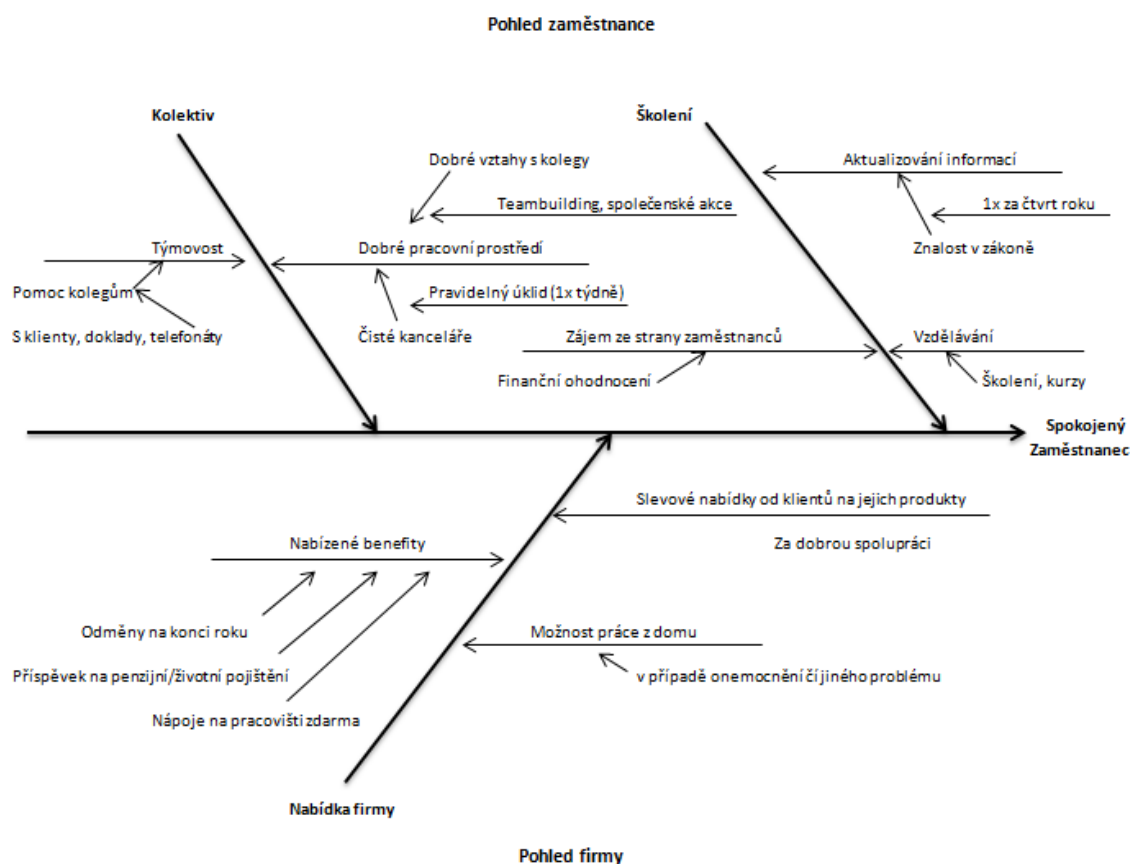 Pohled zaměstnance
Kolektiv
Školení
Dobré vztahy s kolegy
Aktualizování informací
Teambuilding, společenské akce
1x za čtvrt roku
Týmovost
Dobré pracovní prostředí
Znalost v zákoně
Pomoc kolegům
Pravidelný úklid (1x týdně)
S klienty, doklady, telefonáty
Čisté kanceláře
Zájem ze strany zaměstnanců
Vzdělávání
Finanční ohodnocení
Školení, kurzy
Spokojený
Zaměstnanec
Slevové nabídky od klientů na jejich produkty
Nabízené benefity
Za dobrou spolupráci
Odměny na konci roku
Možnost práce z domu
Příspěvek na penzijní/životní pojištění
v případě onemocnění čí jiného problému
Nápoje na pracovišti zdarma
Nabídka firmy
Pohled firmy